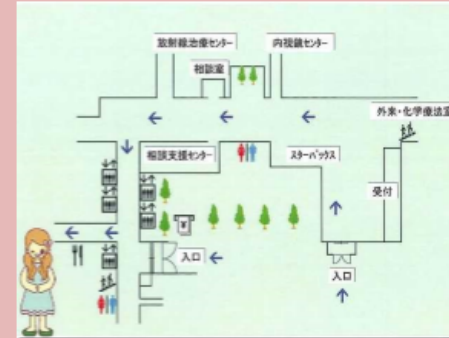 放射線治療センター
内視鏡センター
相談室
外来・化学療法室
相談支援センター
スターバックス
受付
¥
入口
入口